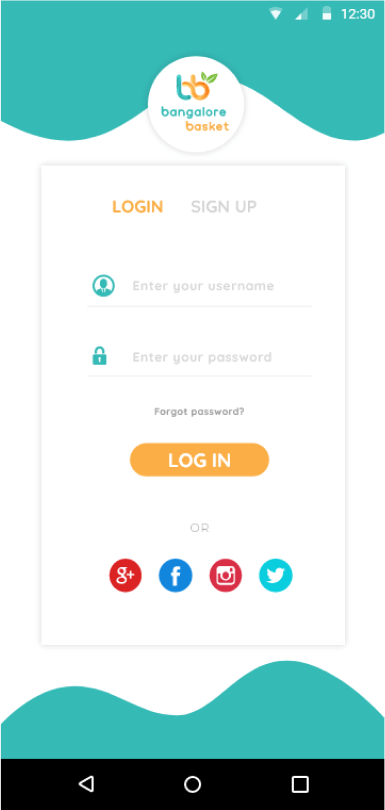 12:30
bb
bangalore
basket
LOGIN SIGN UP
Enter your username
Enter your password
Forgot password?
LOG IN
OR
g+ f